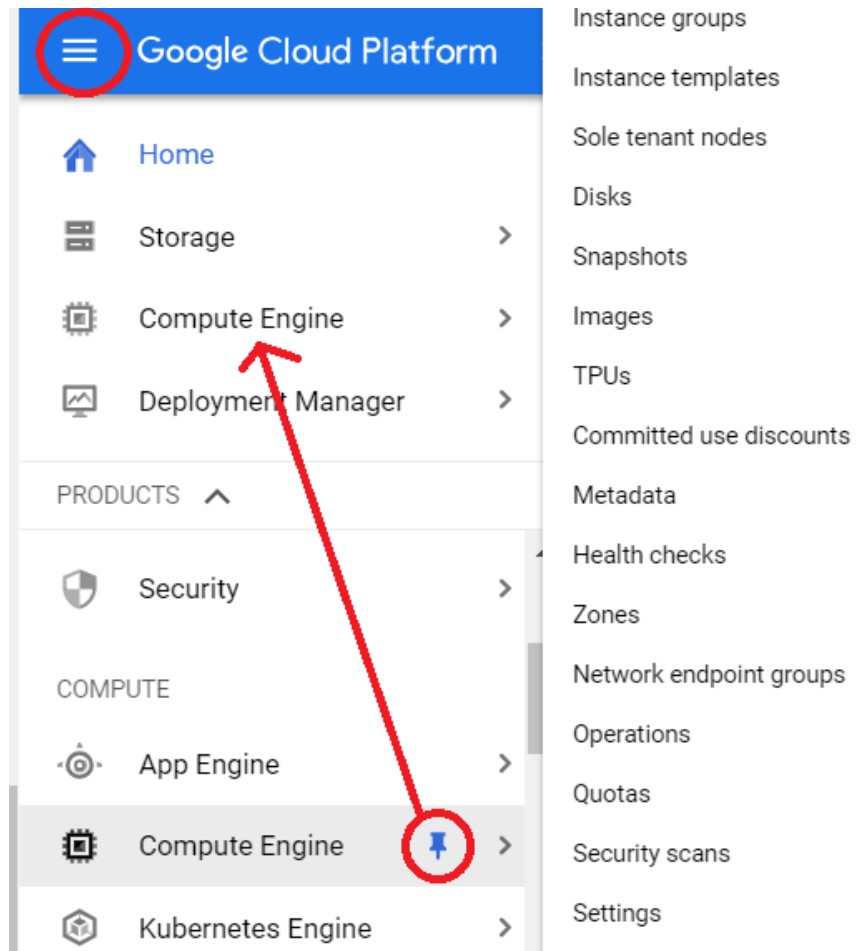 Google Cloud Platform
Home
Storage
Compute Engine
Deployment Manager
PRODUCTS
Security
COMPUTE
App Engine
Compute Engine
Kubernetes Engine
Instance groups
Instance templates
Sole tenant nodes
Disks
Snapshots
Images
TPUs
Committed use discounts
Metadata
Health checks
Zones
Network endpoint groups
Operations
Quotas
Security scans
Settings